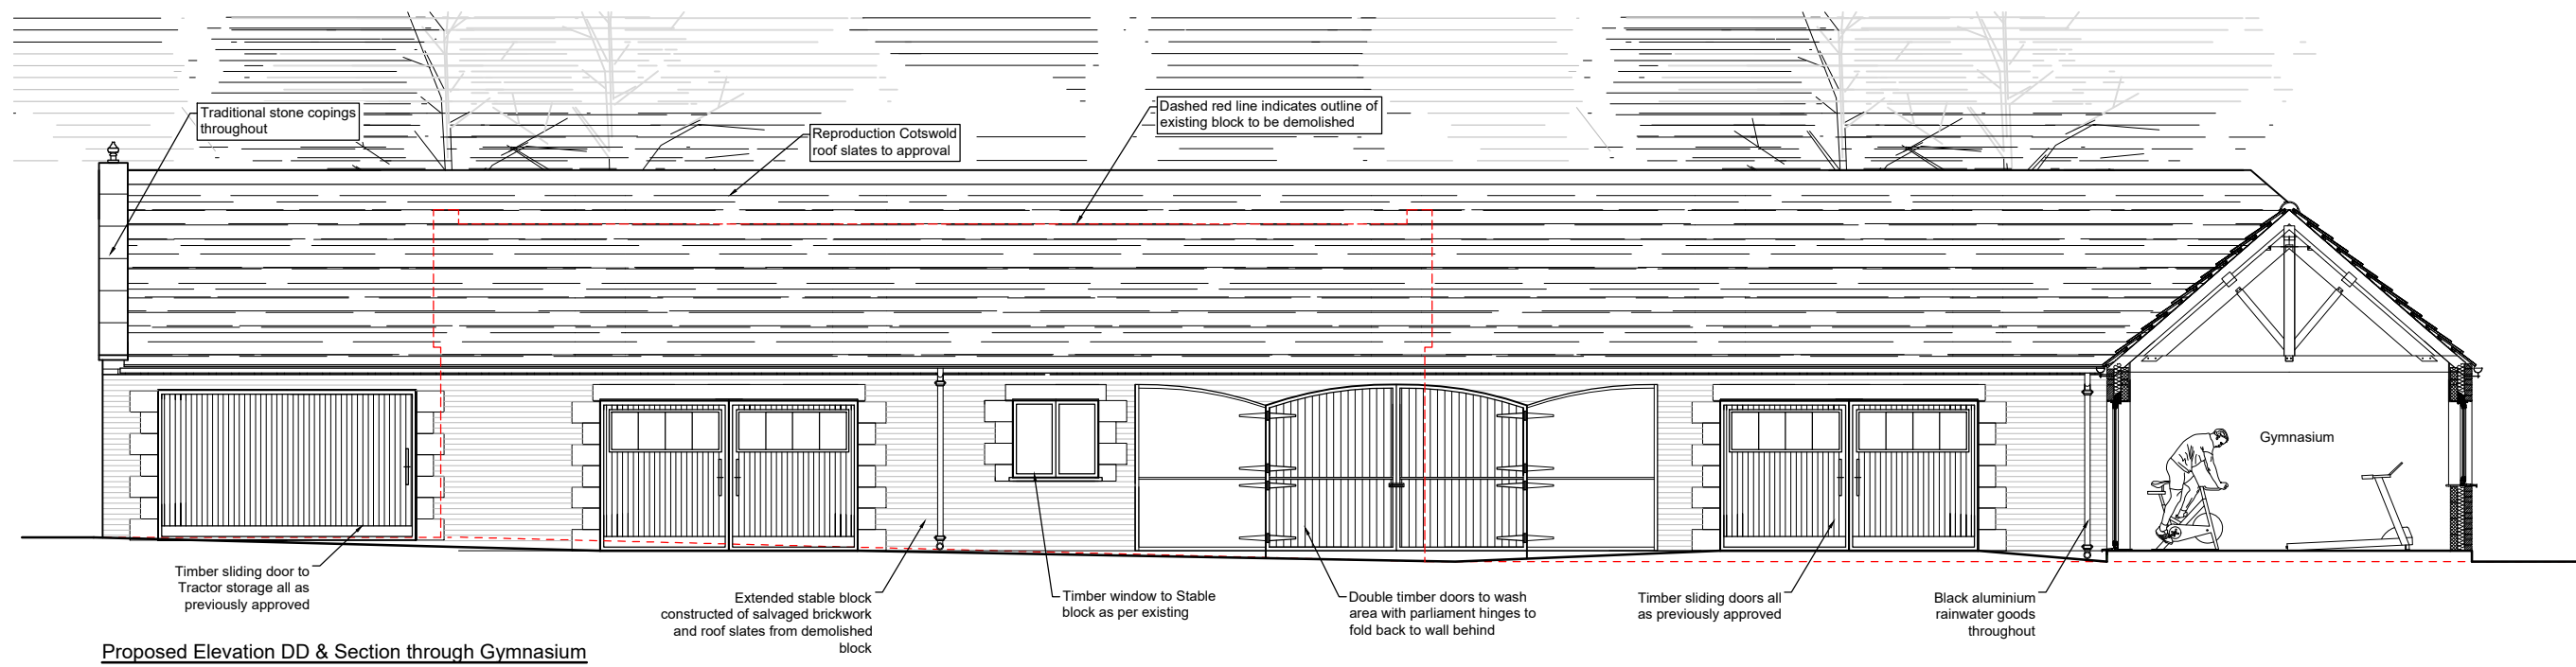 Traditional stone copings
throughout
Reproduction Cotswold
roof slates to approval
Dashed red line indicates outline of
existing block to be demolished
Gymnasium
Timber sliding door to
Tractor storage all as
previously approved
Extended stable block
constructed of salvaged brickwork
and roof slates from demolished
block
Timber window to Stable
block as per existing
Double timber doors to wash
area with parliament hinges to
fold back to wall behind
Timber sliding doors all
as previously approved
Black aluminium
rainwater goods
throughout
Proposed Elevation DD & Section through Gymnasium